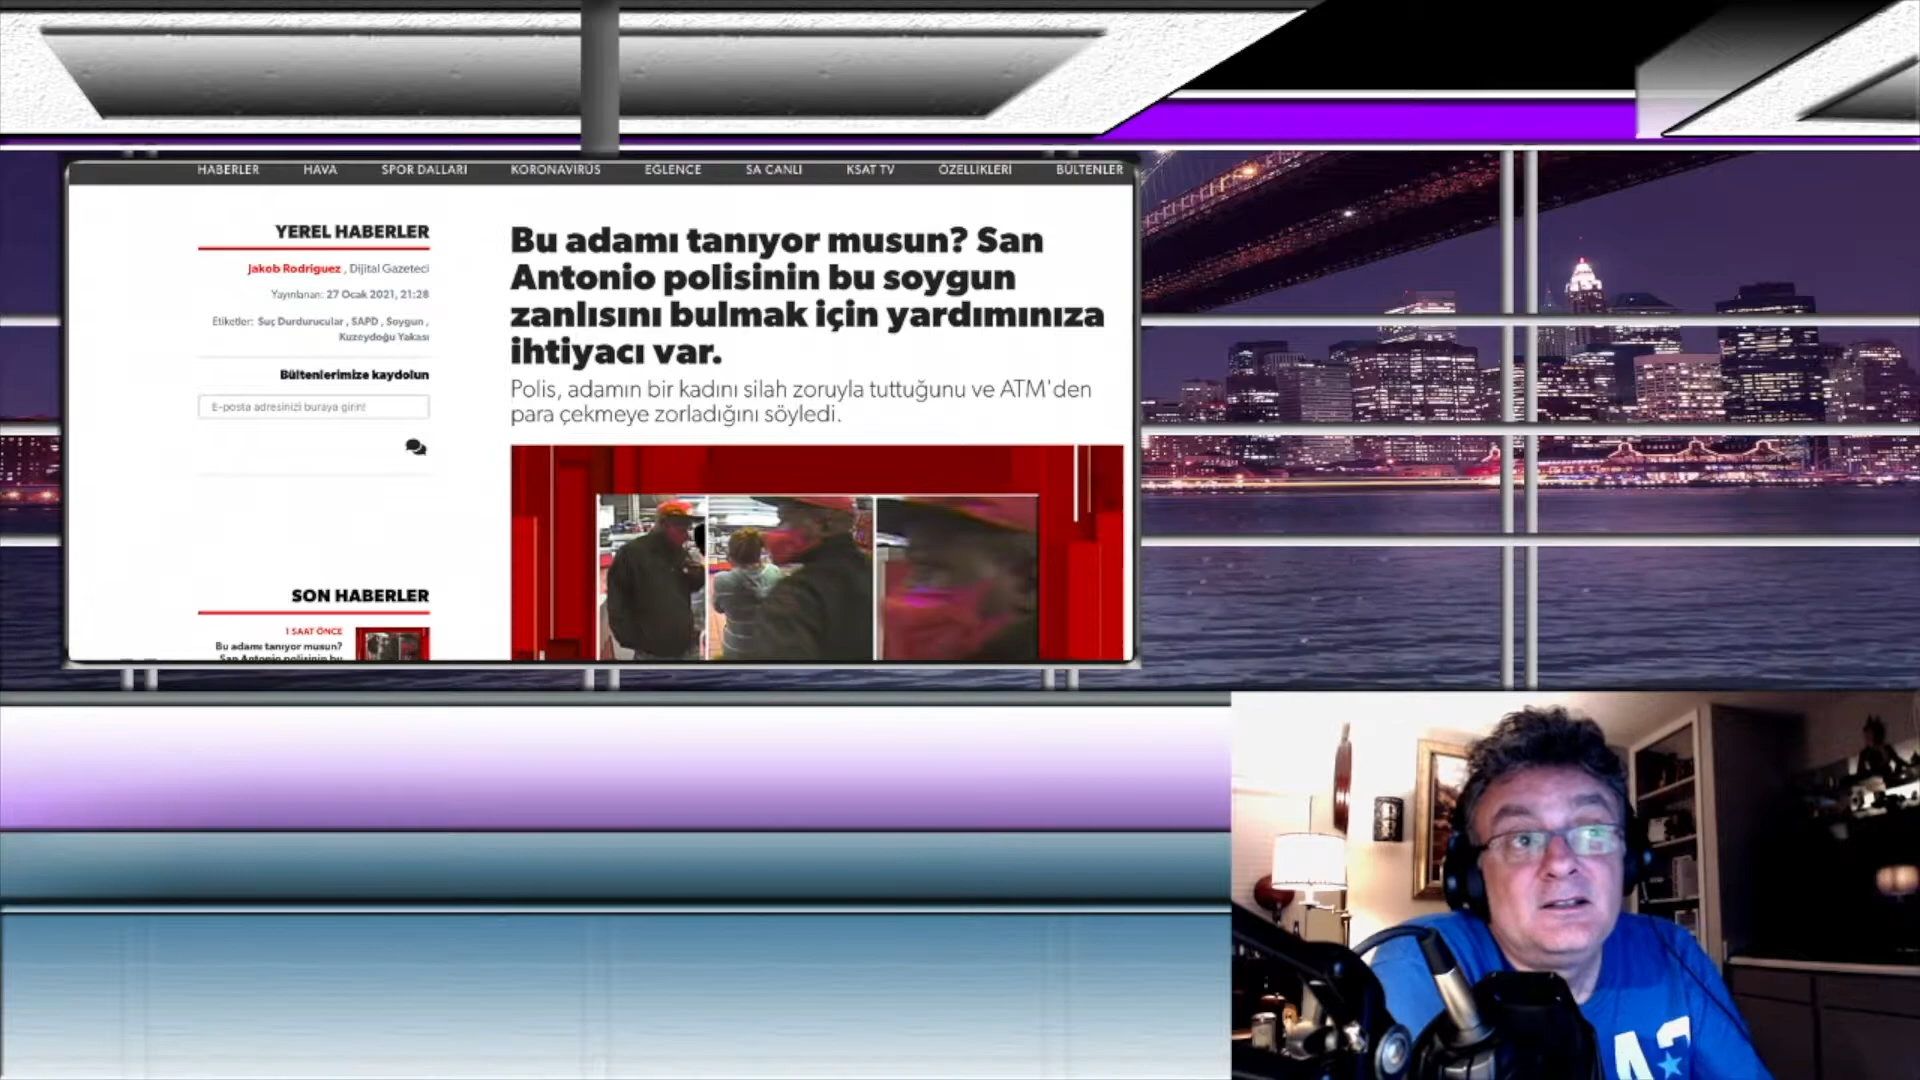 HABERLER HAVA SPOR DALLARI KORONAVİRÜS EĞLENCE SA CANLI KSAT TV ÖZELLİKLERİ BÜLTENLER
YEREL HABERLER
Jakob Rodriguez , Dijital Gazeteci
Yayınlanan: 27 Ocak 2021, 21:28
Etiketler: Suç Durdurucular , SAPD , Soygun ,
Kuzeydoğu Yakası
Bültenlerimize kaydolun
E-posta adresinizi buraya girin!
SON HABERLER
1 SAAT ÖNCE
Bu adamı tanıyor musun?
San Antonio polisinin bu
Bu adamı tanıyor musun? San
Antonio polisinin bu soygun
zanlısını bulmak için yardımınıza
ihtiyacı var.
Polis, adamın bir kadını silah zoruyla tuttuğunu ve ATM'den
para çekmeye zorladığını söyledi.